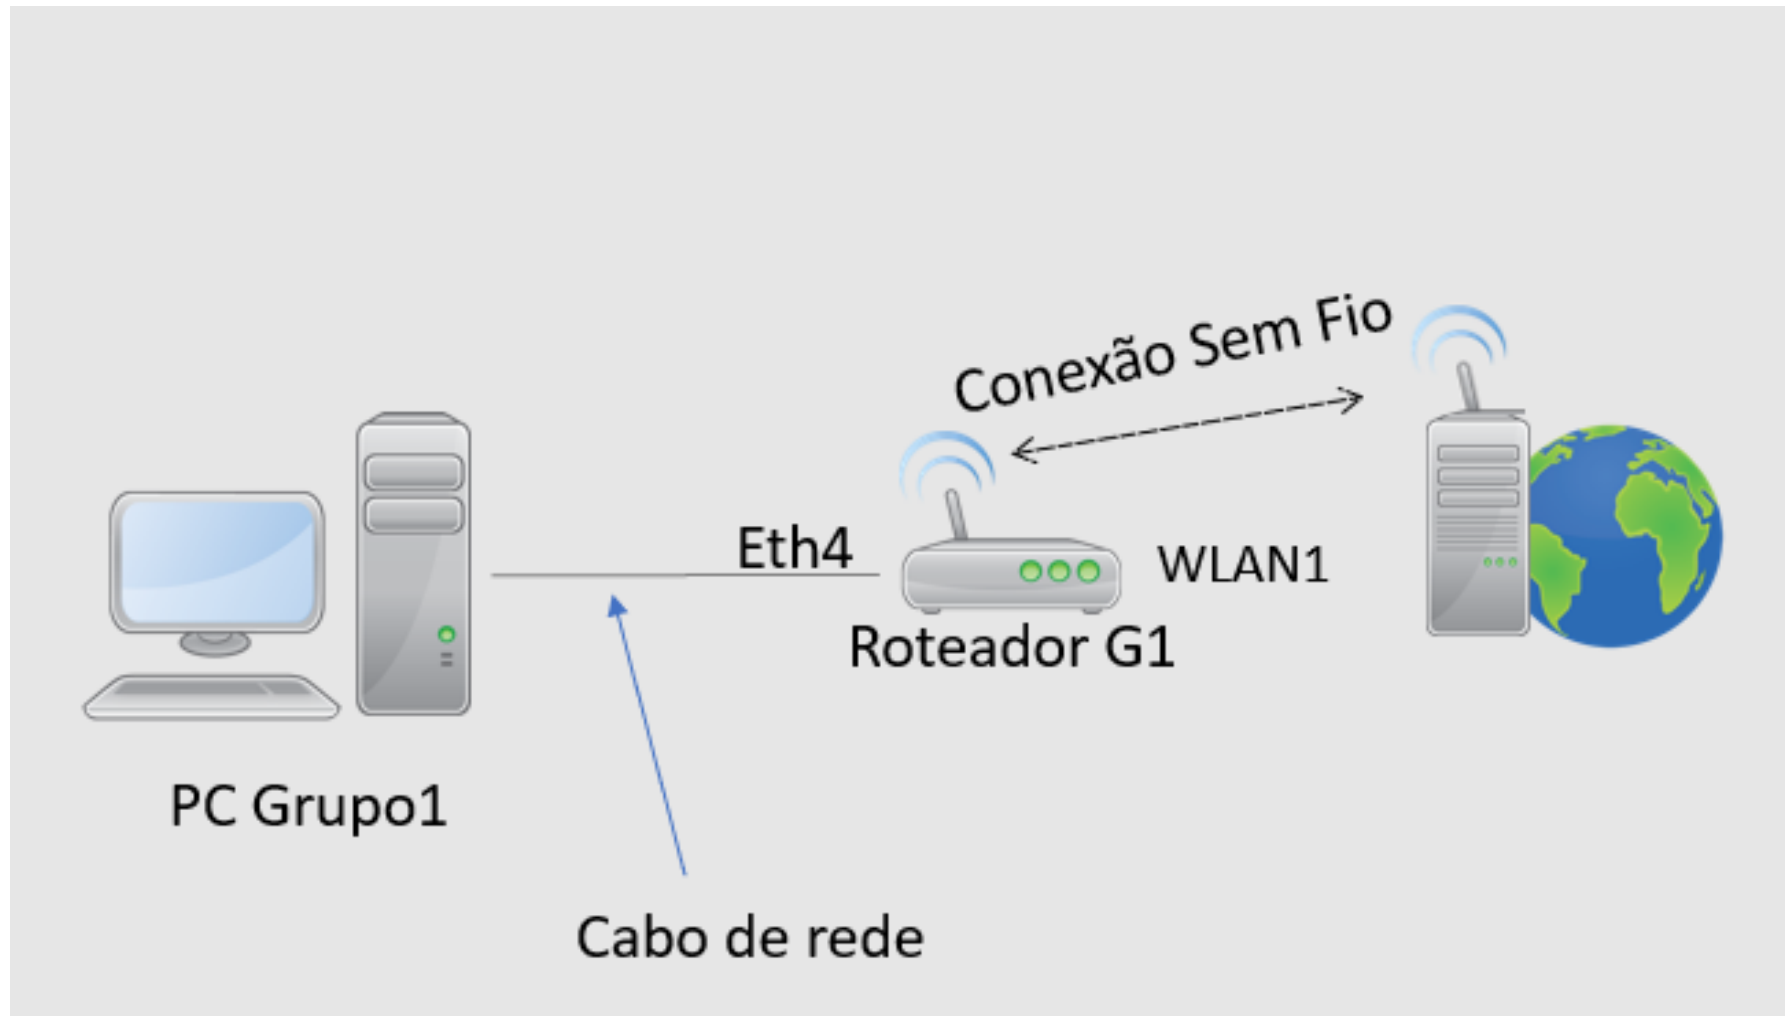 Conexão Sem Fio
Eth4
WLAN1
Roteador G1
PC Grupo1
Cabo de rede